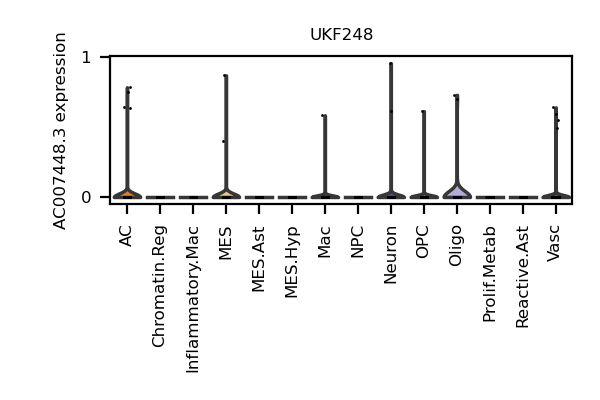 UKF248
AC007448.3 expression
1
0
AC
Chromatin.Reg
Inflammatory.Mac
MES
MES.Ast
MES.Hyp
Mac
NPC
Neuron
OPC
Oligo
Prolif.Metab
Reactive.Ast
Vasc